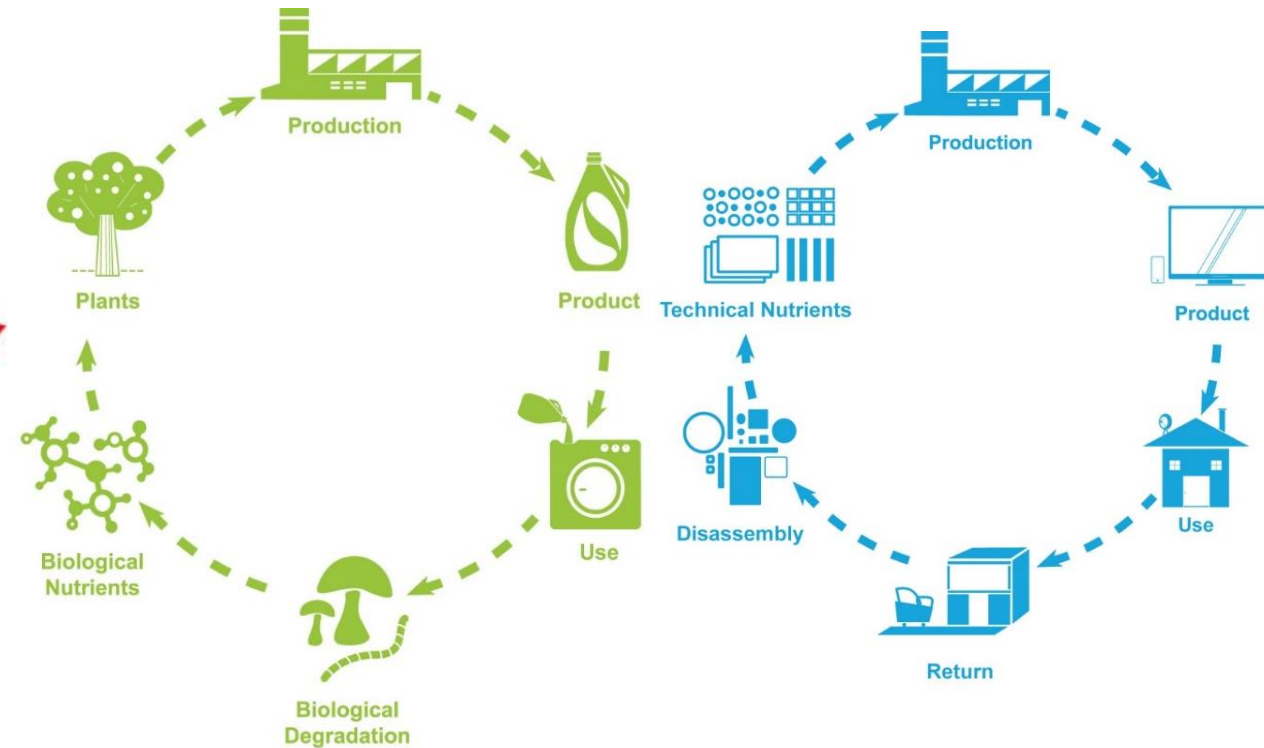 Production
Plants
Product
Use
Biological
Nutrients
Biological
Degradation
Production
Technical Nutrients
Product
Disassembly
Use
Return